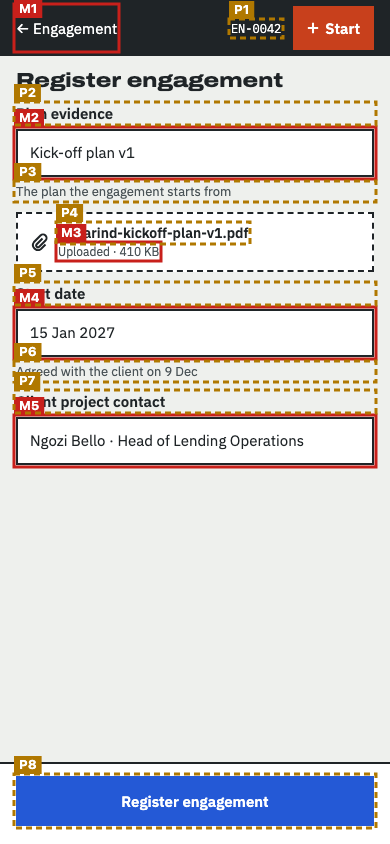 M1
← Engagement
P1
EN-0042
+ Start
Register engagement
P2
evidence
M2
Kick-off plan v1
P3
The plan the engagement starts from
P4
M3
arind-kickoff-plan-v1.pdf
Uploaded · 410 KB
P5
date
M4
15 Jan 2027
P6
Agreed with the client on 9 Dec
P7
project contact
M5
Ngozi Bello · Head of Lending Operations
P8
Register engagement